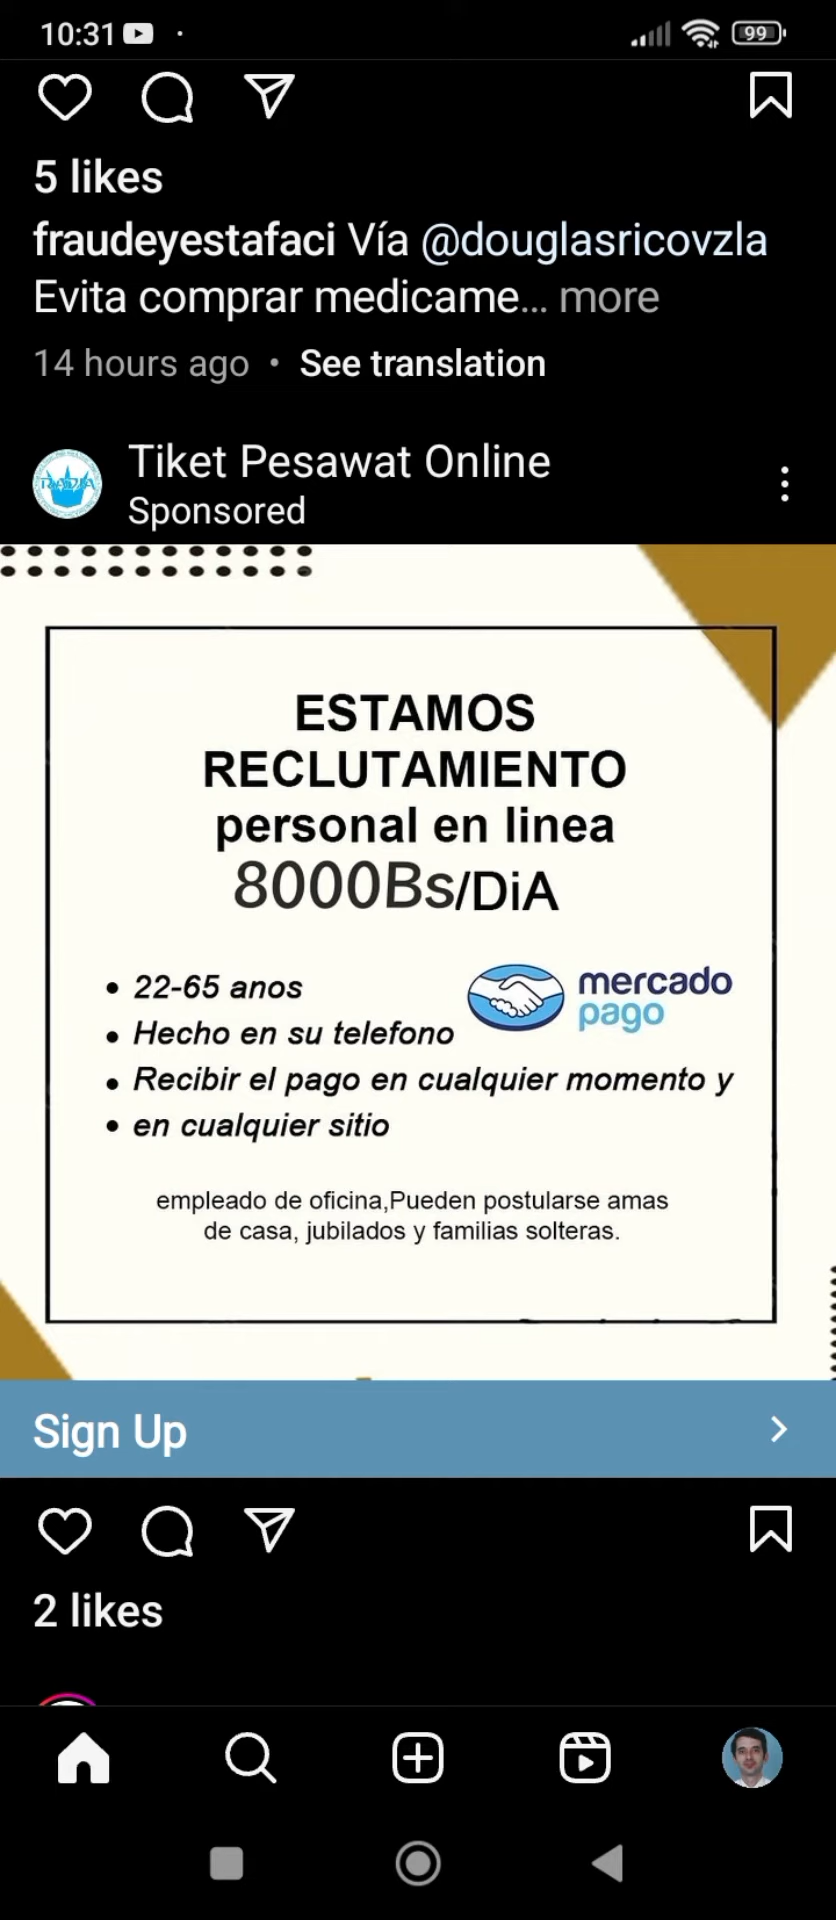 10:31
99
5 likes
fraudeyestafaci Vía @douglasricovzla
Evita comprar medicame... more
14 hours ago • See translation
Tiket Pesawat Online
Sponsored
ESTAMOS
RECLUTAMIENTO
personal en linea
8000Bs/DiA
• 22-65 anos
mercado
pago
• Hecho en su telefono
• Recibir el pago en cualquier momento y
• en cualquier sitio
empleado de oficina,Pueden postularse amas
de casa, jubilados y familias solteras.
Sign Up
2 likes